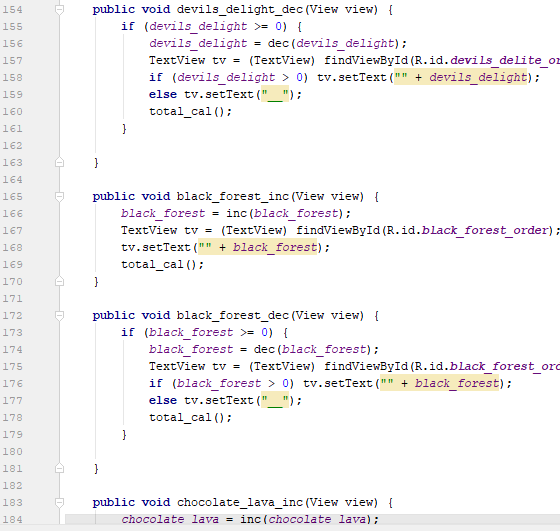 154 public void devils_delight_dec(View view) {
155 if (devils_delight >= 0) {
156 devils_delight = dec(devils_delight);
157 TextView tv = (TextView) findViewById(R.id.devils_delite_or
158 if (devils_delight > 0) tv.setText("" + devils_delight);
159 else tv.setText("__");
160 total_cal();
161 }
162
163 }
164
165 public void black_forest_inc(View view) {
166 black_forest = inc(black_forest);
167 TextView tv = (TextView) findViewById(R.id.black_forest_order);
168 tv.setText("" + black_forest);
169 total_cal();
170 }
171
172 public void black_forest_dec(View view) {
173 if (black_forest >= 0) {
174 black_forest = dec(black_forest);
175 TextView tv = (TextView) findViewById(R.id.black_forest_ord
176 if (black_forest > 0) tv.setText("" + black_forest);
177 else tv.setText("__");
178 total_cal();
179 }
180
181 }
182
183 public void chocolate_lava_inc(View view) {
184 chocolate_lava = inc(chocolate_lava);